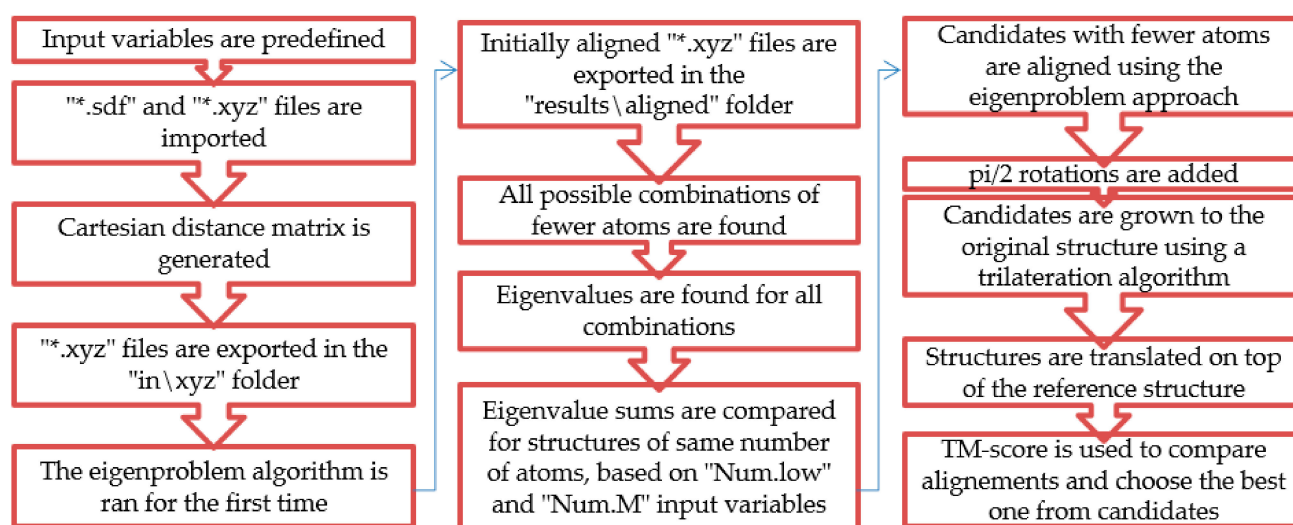 Input variables are predefined
"*.sdf" and "*.xyz" files are
imported
Cartesian distance matrix is
generated
"*.xyz" files are exported in the
"in\xyz" folder
The eigenproblem algorithm is
ran for the first time
Initially aligned "*.xyz" files are
exported in the
"results\aligned" folder
All possible combinations of
fewer atoms are found
Eigenvalues are found for all
combinations
Eigenvalue sums are compared
for structures of same number
of atoms, based on "Num.low"
and "Num.M" input variables
Candidates with fewer atoms
are aligned using the
eigenproblem approach
pi/2 rotations are added
Candidates are grown to the
original structure using a
trilateration algorithm
Structures are translated on top
of the reference structure
TM-score is used to compare
alignements and choose the best
one from candidates